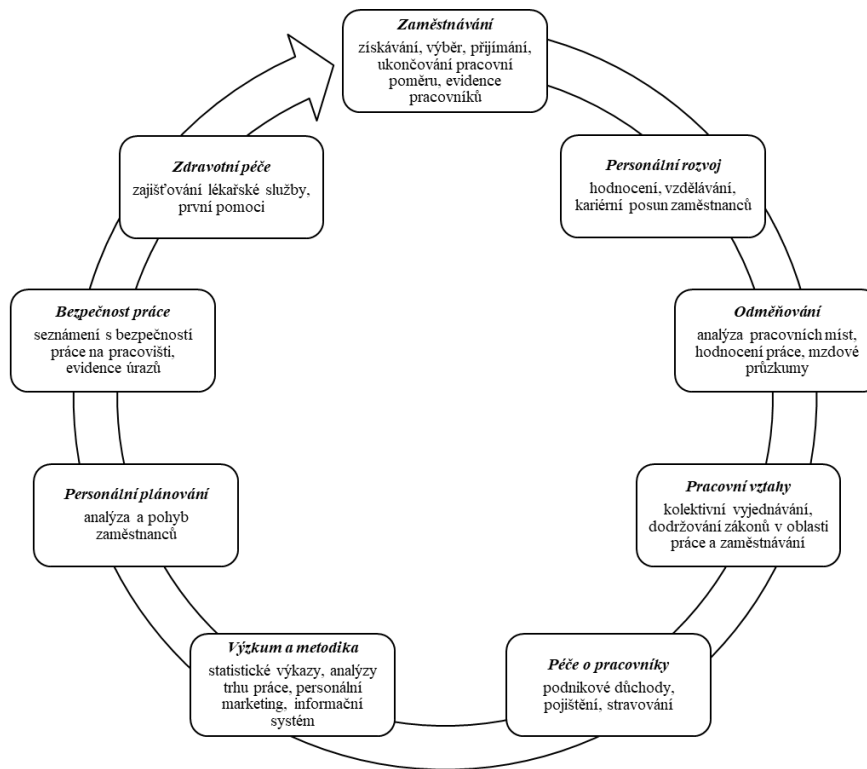 Zaměstnávání
získávání, výběr, přijímání,
ukončování pracovní
poměru, evidence
pracovníků
Personální rozvoj
hodnocení, vzdělávání,
kariérní posun zaměstnanců
Odměňování
analýza pracovních míst,
hodnocení práce, mzdové
průzkumy
Pracovní vztahy
kolektivní vyjednávání,
dodržování zákonů v oblasti
práce a zaměstnávání
Péče o pracovníky
podnikové důchody,
pojištění, stravování
Výzkum a metodika
statistické výkazy, analýzy
trhu práce, personální
marketing, informační
systém
Personální plánování
analýza a pohyb
zaměstnanců
Bezpečnost práce
seznámení s bezpečností
práce na pracovišti,
evidence úrazů
Zdravotní péče
zajišťování lékařské služby,
první pomoci